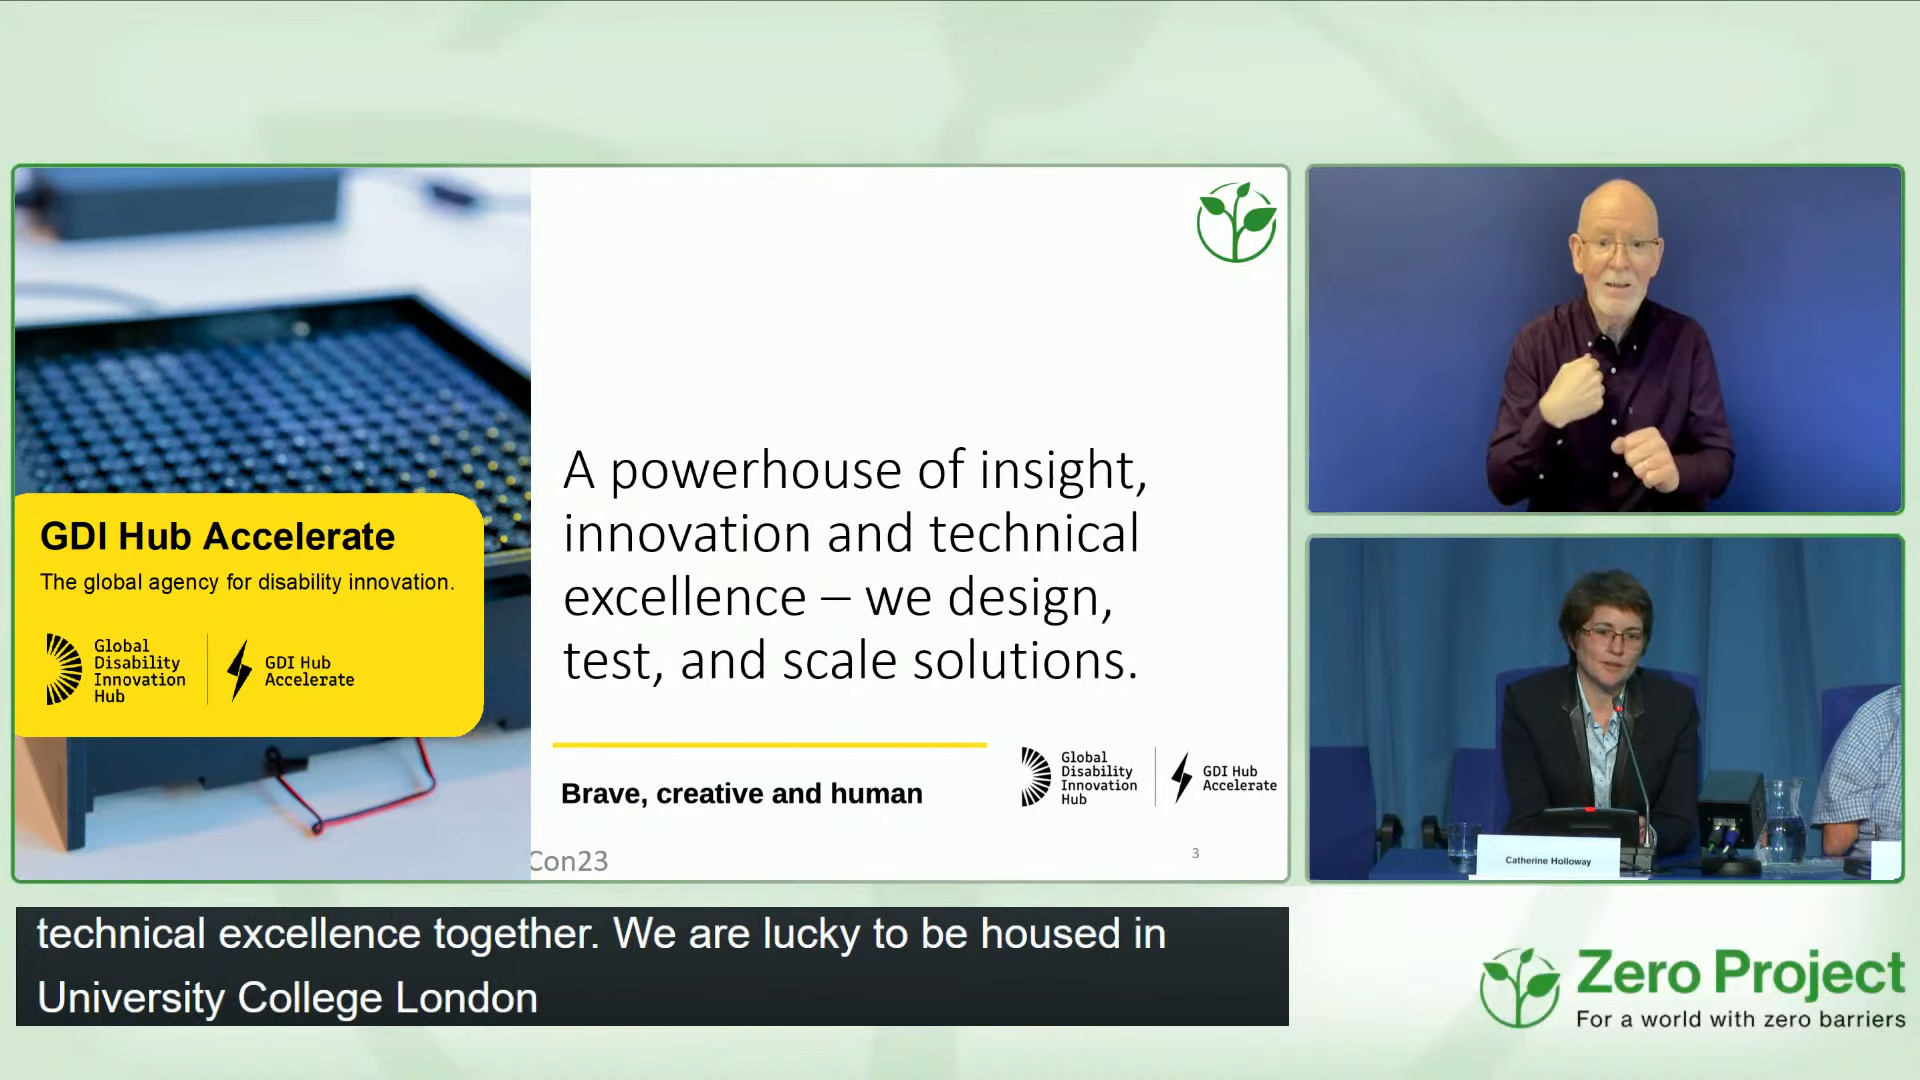 GDI Hub Accelerate
The global agency for disability innovation.
Global
Disability
Innovation
Hub
GDI Hub
Accelerate
A powerhouse of insight,
innovation and technical
excellence – we design,
test, and scale solutions.
Brave, creative and human
Global
Disability
Innovation
Hub
GDI Hub
Accelerate
Con23
3
Catherine Holloway
technical excellence together. We are lucky to be housed in
University College London
Zero Project
For a world with zero barriers